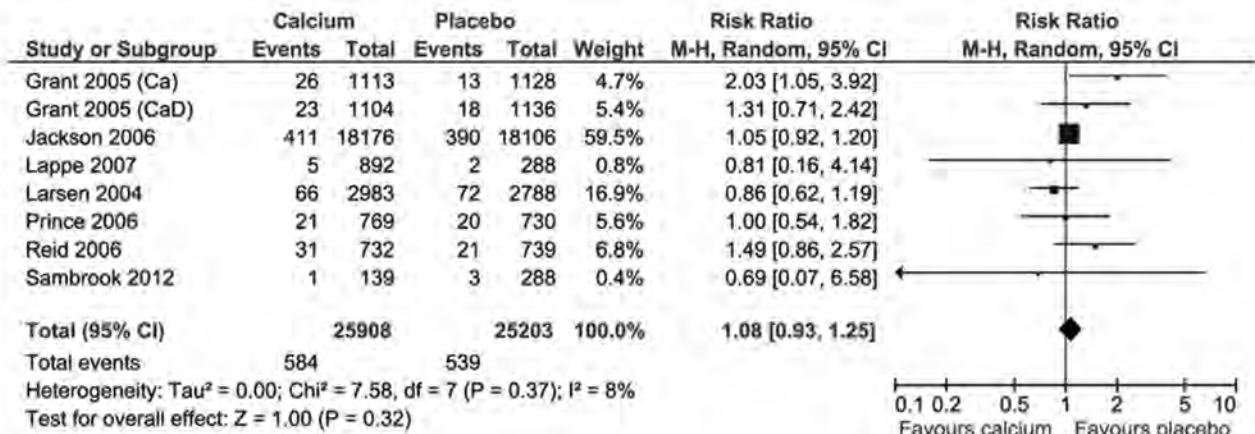 Calcium Placebo Risk Ratio Risk Ratio
Study or Subgroup Events Total Events Total Weight M-H, Random, 95% CI M-H, Random, 95% CI
Grant 2005 (Ca) 26 1113 13 1128 4.7% 2.03 [1.05, 3.92]
Grant 2005 (CaD) 23 1104 18 1136 5.4% 1.31 [0.71, 2.42]
Jackson 2006 411 18176 390 18106 59.5% 1.05 [0.92, 1.20]
Lappe 2007 5 892 2 288 0.8% 0.81 [0.16, 4.14]
Larsen 2004 66 2983 72 2788 16.9% 0.86 [0.62, 1.19]
Prince 2006 21 769 20 730 5.6% 1.00 [0.54, 1.82]
Reid 2006 31 732 21 739 6.8% 1.49 [0.86, 2.57]
Sambrook 2012 1 139 3 288 0.4% 0.69 [0.07, 6.58]
Total (95% CI) 25908 25203 100.0% 1.08 [0.93, 1.25]
Total events 584 539
Heterogeneity: Tau² = 0.00; Chi² = 7.58, df = 7 (P = 0.37); I² = 8%
Test for overall effect: Z = 1.00 (P = 0.32)
0.1 0.2 0.5 1 2 5 10
Favours calcium Favours placebo